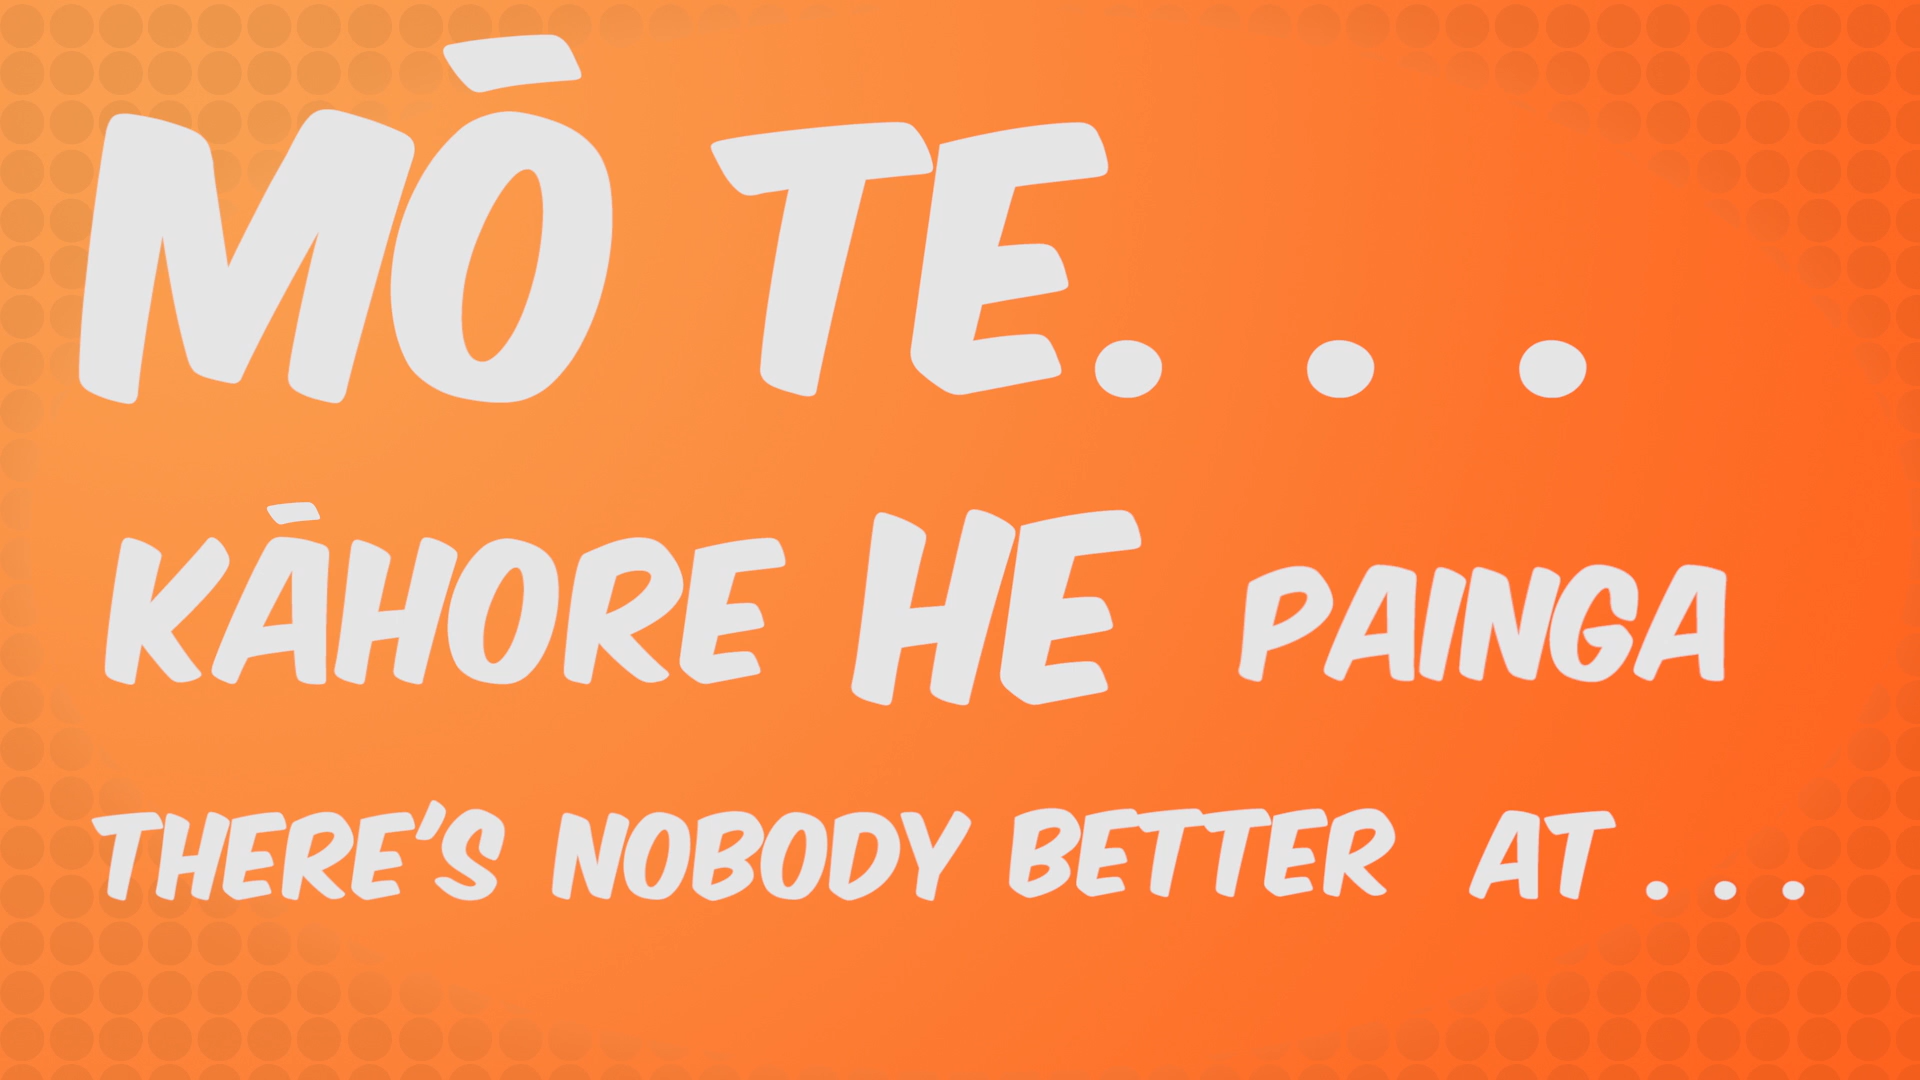 MŌ TE. . .
KĀHORE HE PAINGA
THERE'S NOBODY BETTER AT . . .